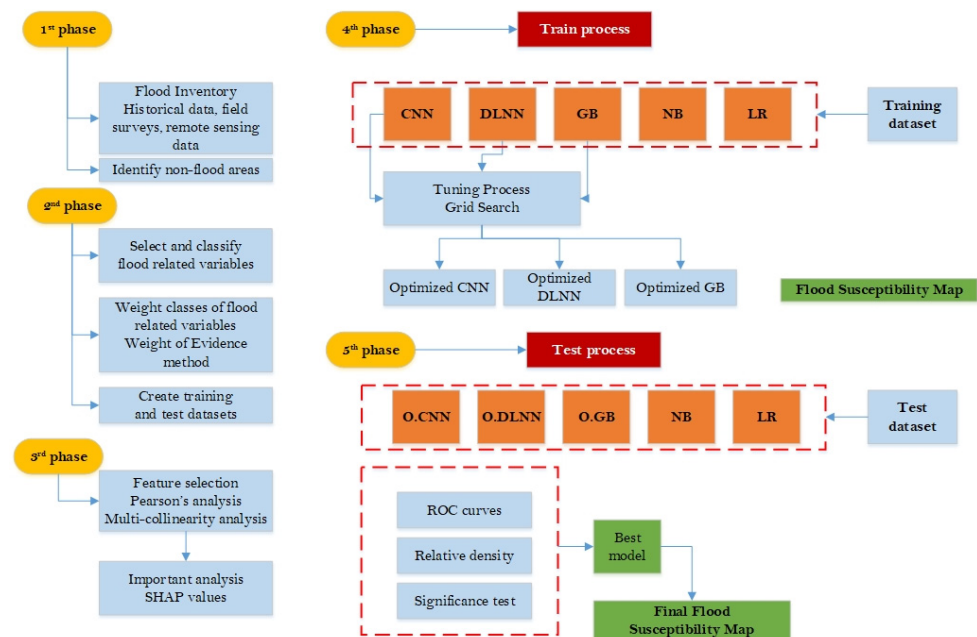 1st phase
Flood Inventory
Historical data, field
surveys, remote sensing
data
Identify non-flood areas
2nd phase
Select and classify
flood related variables
Weight classes of flood
related variables
Weight of Evidence
method
Create training
and test datasets
3rd phase
Feature selection
Pearson's analysis
Multi-collinearity analysis
Important analysis
SHAP values
4th phase
Train process
CNN
DLNN
GB
NB
LR
Training
dataset
Tuning Process
Grid Search
Optimized CNN
Optimized
DLNN
Optimized GB
Flood Susceptibility Map
5th phase
Test process
O.CNN
O.DLNN
O.GB
NB
LR
Test
dataset
ROC curves
Relative density
Significance test
Best
model
Final Flood
Susceptibility Map